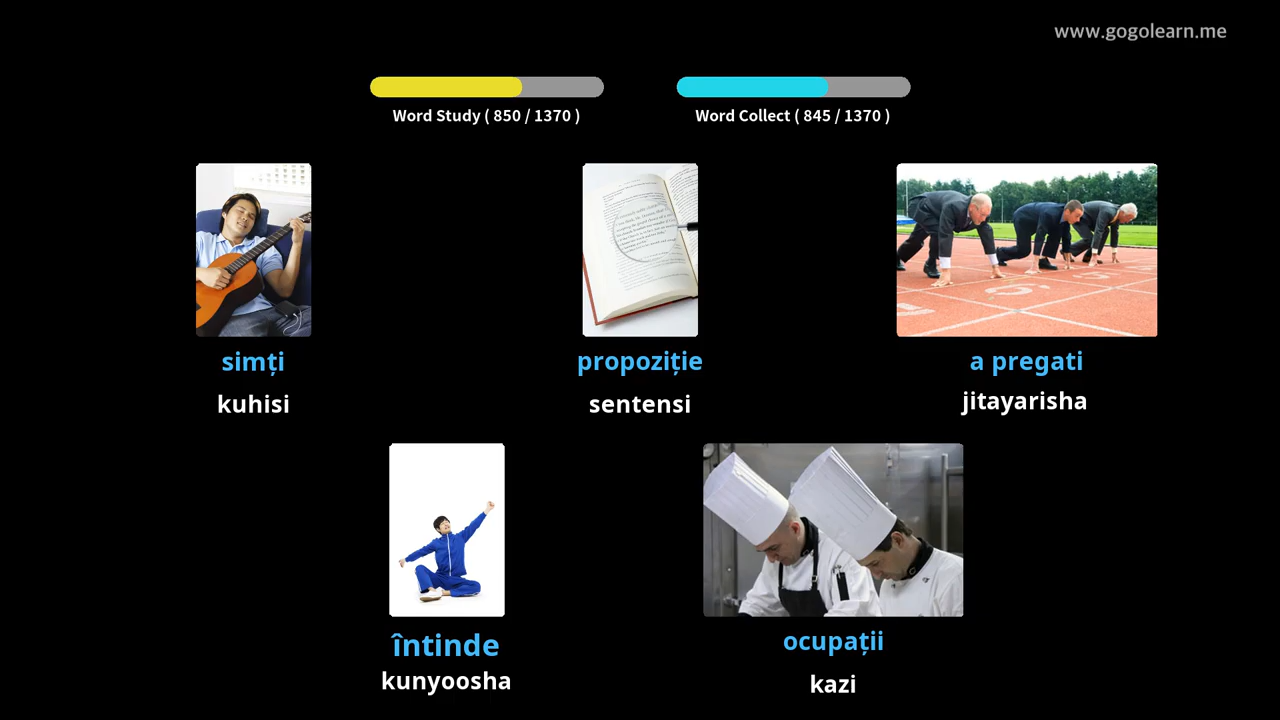 www.gogolearn.me
Word Study ( 850 / 1370 )
Word Collect ( 845 / 1370 )
simți
kuhisi
propoziție
sentensi
a pregati
jitayarisha
întinde
kunyoosha
ocupații
kazi